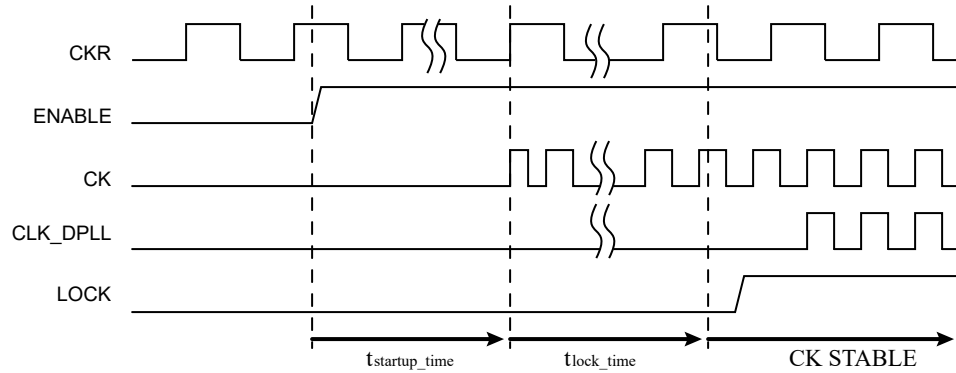 CKR
ENABLE
CK
CLK_DPLL
LOCK
tstartup_time tlock_time CK STABLE